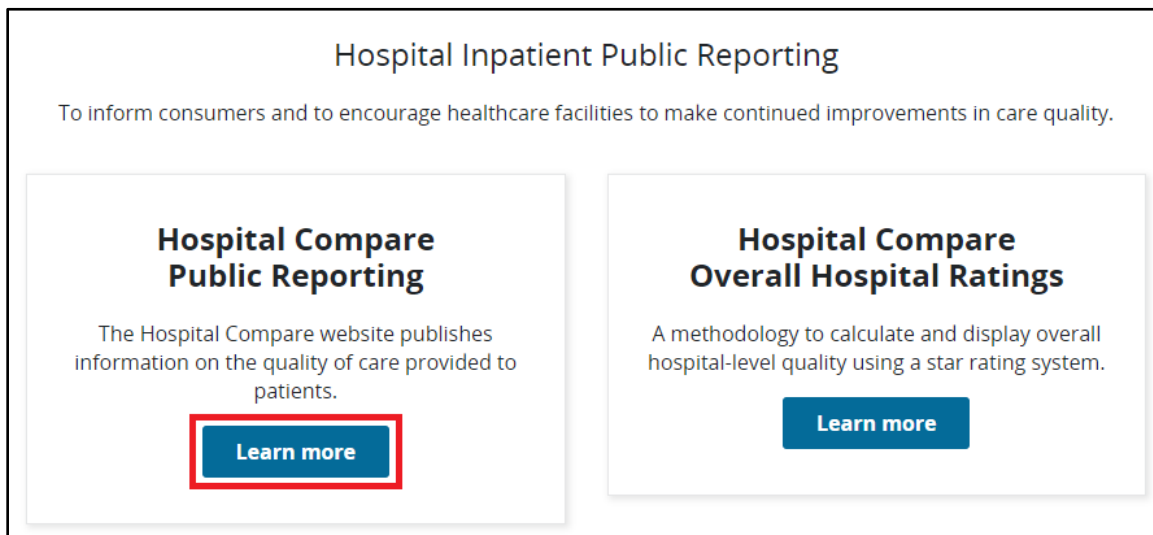 Hospital Inpatient Public Reporting
To inform consumers and to encourage healthcare facilities to make continued improvements in care quality.
Hospital Compare
Public Reporting
The Hospital Compare website publishes
information on the quality of care provided to
patients.
Learn more
Hospital Compare
Overall Hospital Ratings
A methodology to calculate and display overall
hospital-level quality using a star rating system.
Learn more